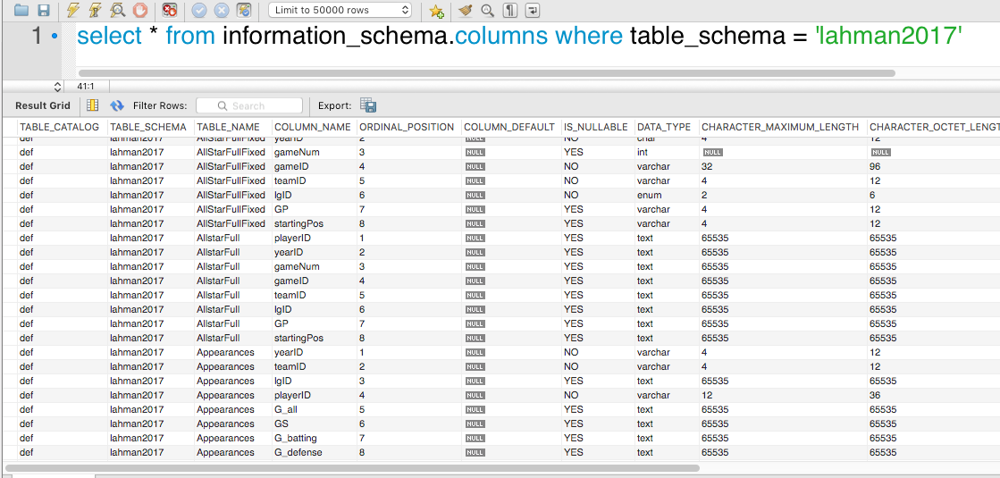 Limit to 50000 rows
1 select * from information_schema.columns where table_schema = 'lahman2017'
41:1
Result Grid Filter Rows: Search Export:
TABLE_CATALOG TABLE_SCHEMA TABLE_NAME COLUMN_NAME ORDINAL_POSITION COLUMN_DEFAULT IS_NULLABLE DATA_TYPE CHARACTER_MAXIMUM_LENGTH CHARACTER_OCTET_LENGT
def lahman2017 AllStarFullFixed yearID 2 NULL NO char 4 12
def lahman2017 AllStarFullFixed gameNum 3 NULL YES int NULL NULL
def lahman2017 AllStarFullFixed gameID 4 NULL NO varchar 32 96
def lahman2017 AllStarFullFixed teamID 5 NULL NO varchar 4 12
def lahman2017 AllStarFullFixed lgID 6 NULL NO enum 2 6
def lahman2017 AllStarFullFixed GP 7 NULL YES varchar 4 12
def lahman2017 AllStarFullFixed startingPos 8 NULL YES varchar 4 12
def lahman2017 AllstarFull playerID 1 NULL YES text 65535 65535
def lahman2017 AllstarFull yearID 2 NULL YES text 65535 65535
def lahman2017 AllstarFull gameNum 3 NULL YES text 65535 65535
def lahman2017 AllstarFull gameID 4 NULL YES text 65535 65535
def lahman2017 AllstarFull teamID 5 NULL YES text 65535 65535
def lahman2017 AllstarFull lgID 6 NULL YES text 65535 65535
def lahman2017 AllstarFull GP 7 NULL YES text 65535 65535
def lahman2017 AllstarFull startingPos 8 NULL YES text 65535 65535
def lahman2017 Appearances yearID 1 NULL NO varchar 4 12
def lahman2017 Appearances teamID 2 NULL NO varchar 4 12
def lahman2017 Appearances lgID 3 NULL YES text 65535 65535
def lahman2017 Appearances playerID 4 NULL NO varchar 12 36
def lahman2017 Appearances G_all 5 NULL YES text 65535 65535
def lahman2017 Appearances GS 6 NULL YES text 65535 65535
def lahman2017 Appearances G_batting 7 NULL YES text 65535 65535
def lahman2017 Appearances G_defense 8 NULL YES text 65535 65535